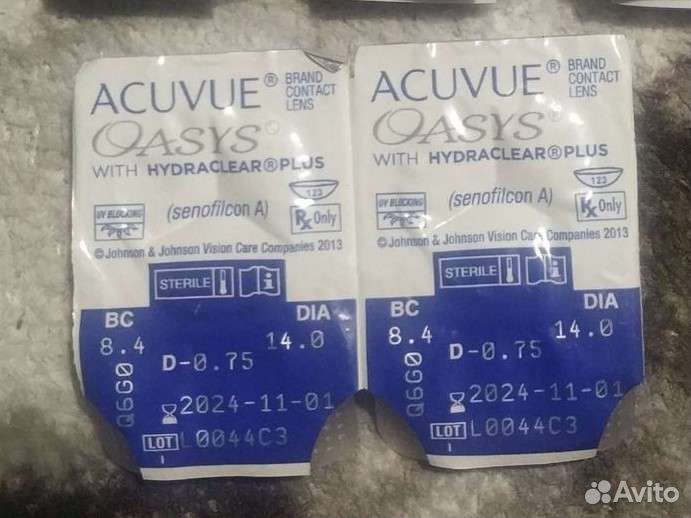 ACUVUE® BRAND
CONTACT
LENS
OASYS®
WITH HYDRACLEAR®PLUS
123
UV BLOCKING
(senofilcon A)
Rx Only
© Johnson & Johnson Vision Care Companies 2013
STERILE
BC
DIA
8.4
14.0
D-0.75
Q6G0
2024-11-01
LOT L0044C3
I
ACUVUE® BRAND
CONTACT
LENS
OASYS®
WITH HYDRACLEAR®PLUS
123
UV BLOCKING
(senofilcon A)
Rx Only
© Johnson & Johnson Vision Care Companies 2013
STERILE
BC
DIA
8.4
14.0
D-0.75
Q6G0
2024-11-01
LOT L0044C3
I
Avito